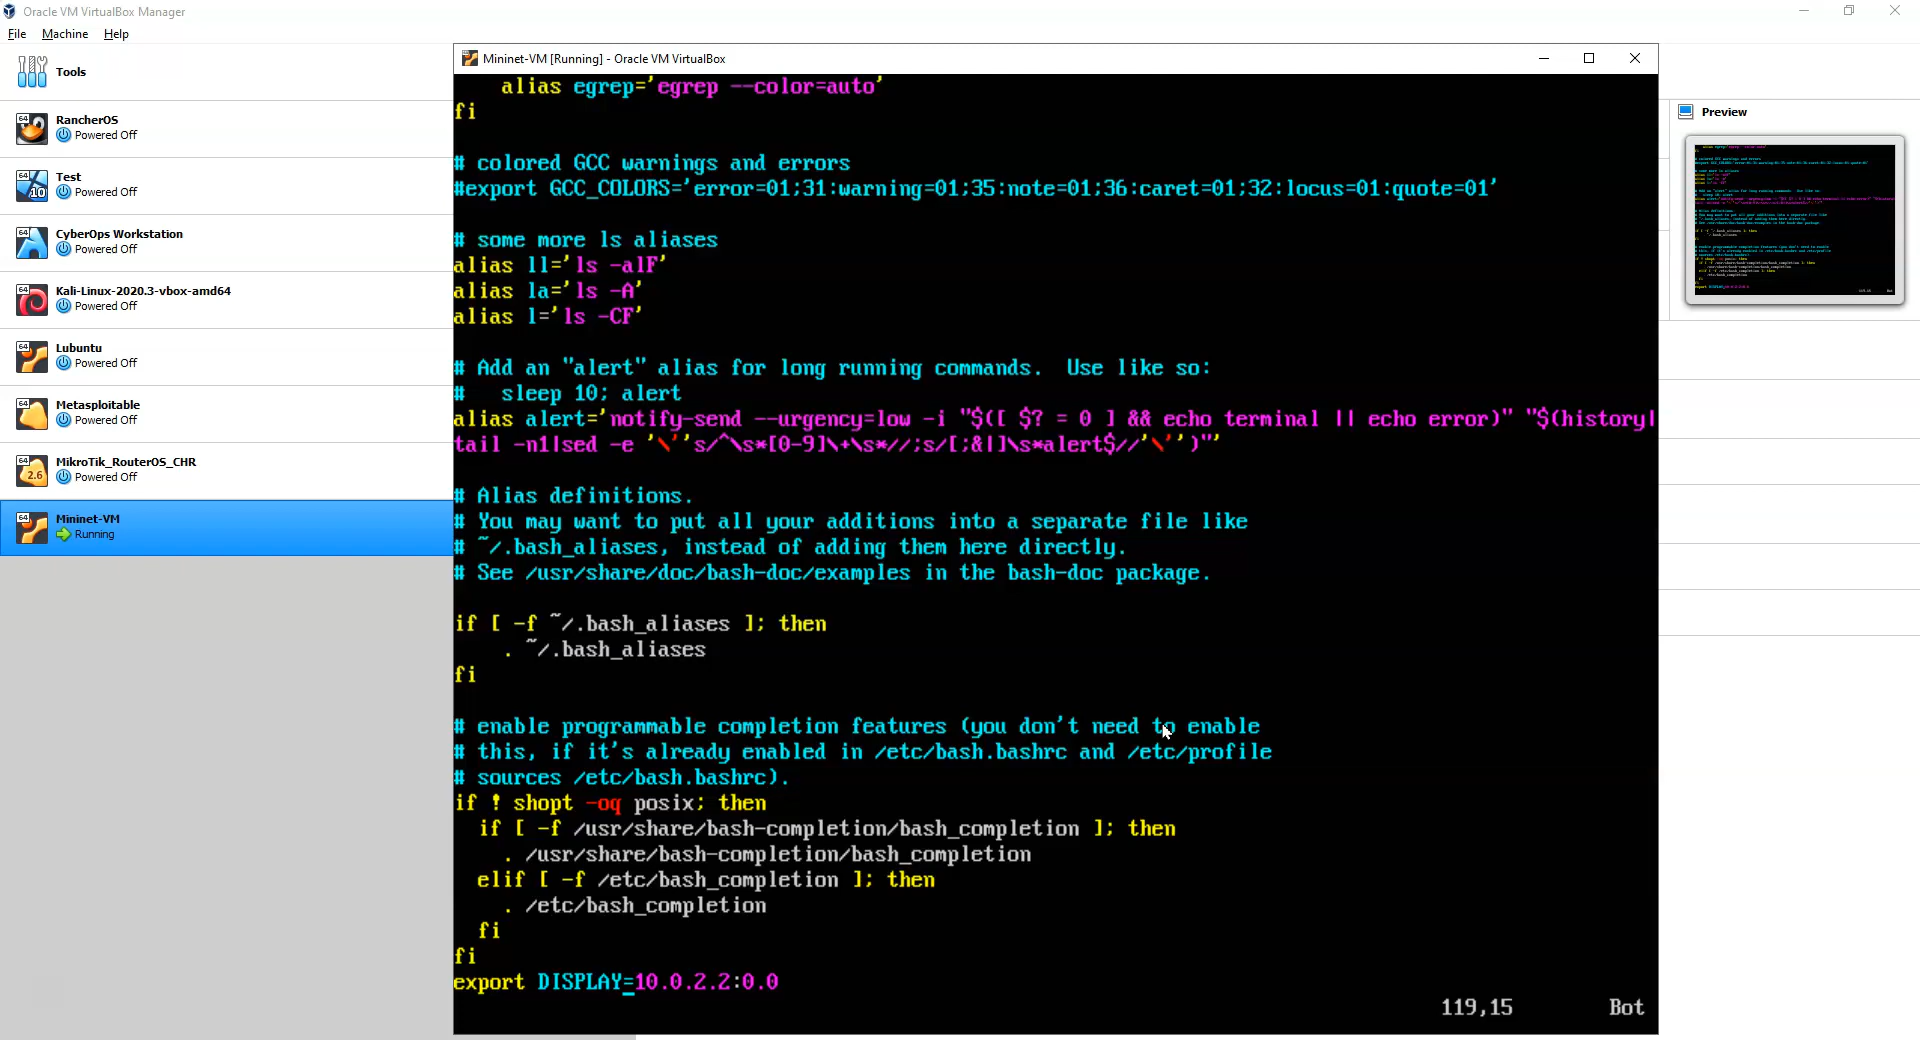 Oracle VM VirtualBox Manager
File Machine Help
Tools
64
RancherOS
Powered Off
64
10
Test
Powered Off
64
CyberOps Workstation
Powered Off
64
Kali-Linux-2020.3-vbox-amd64
Powered Off
64
Lubuntu
Powered Off
64
Metasploitable
Powered Off
64
2.6
MikroTik_RouterOS_CHR
Powered Off
64
Mininet-VM
Running
Mininet-VM [Running] - Oracle VM VirtualBox
    alias egrep='egrep --color=auto'
fi
# colored GCC warnings and errors
#export GCC_COLORS='error=01;31:warning=01;35:note=01;36:caret=01;32:locus=01:quote=01'
# some more ls aliases
alias ll='ls -alF'
alias la='ls -A'
alias l='ls -CF'
# Add an "alert" alias for long running commands.  Use like so:
#   sleep 10; alert
alias alert='notify-send --urgency=low -i "$([ $? = 0 ] && echo terminal || echo error)" "$(history|
tail -n1|sed -e '\''s/^\s*[0-9]\+\s*//;s/[;&|]\s*alert$//'\'')"'
# Alias definitions.
# You may want to put all your additions into a separate file like
# ~/.bash_aliases, instead of adding them here directly.
# See /usr/share/doc/bash-doc/examples in the bash-doc package.
if [ -f ~/.bash_aliases ]; then
    . ~/.bash_aliases
fi
# enable programmable completion features (you don't need to enable
# this, if it's already enabled in /etc/bash.bashrc and /etc/profile
# sources /etc/bash.bashrc).
if ! shopt -oq posix; then
  if [ -f /usr/share/bash-completion/bash_completion ]; then
    . /usr/share/bash-completion/bash_completion
  elif [ -f /etc/bash_completion ]; then
    . /etc/bash_completion
  fi
fi
export DISPLAY=10.0.2.2:0.0
119,15 Bot
Preview